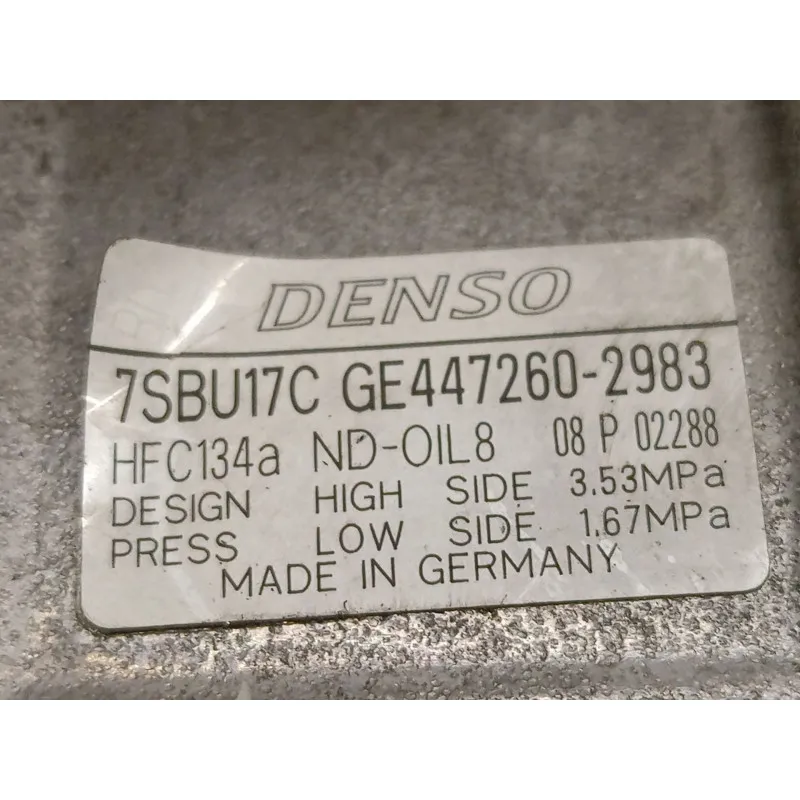 DENSO
7SBU17C GE447260-2983
HFC134a ND-OIL8 08 P 02288
DESIGN HIGH SIDE 3.53MPa
PRESS LOW SIDE 1.67MPa
MADE IN GERMANY